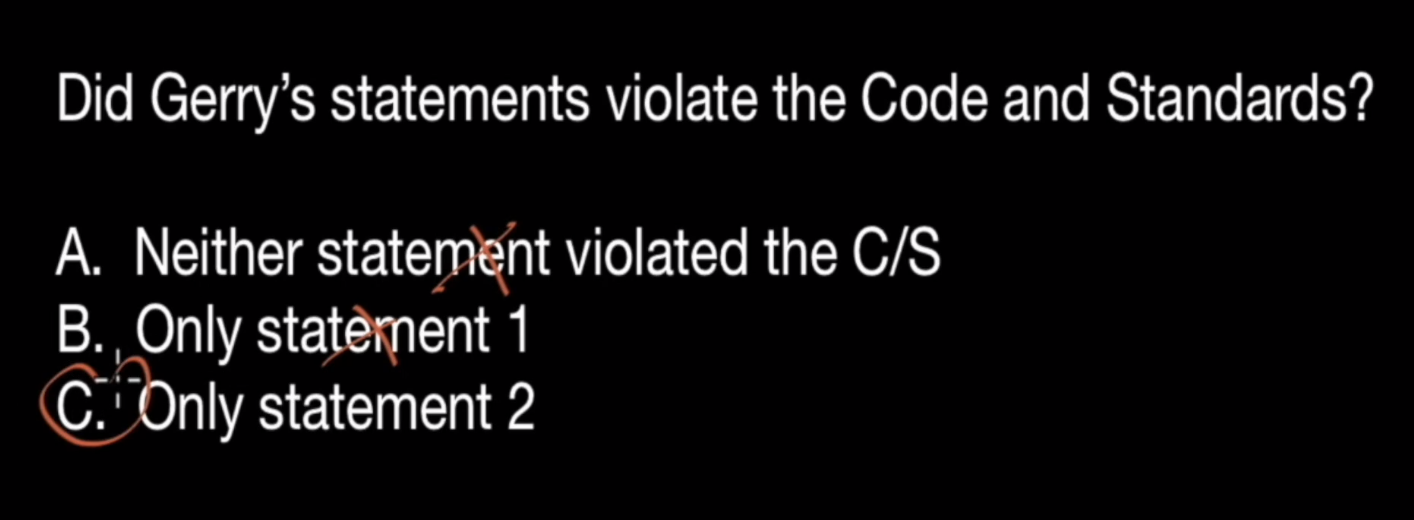 Did Gerry’s statements violate the Code and Standards?
A. Neither statement violated the C/S
B. Only statement 1
C. Only statement 2